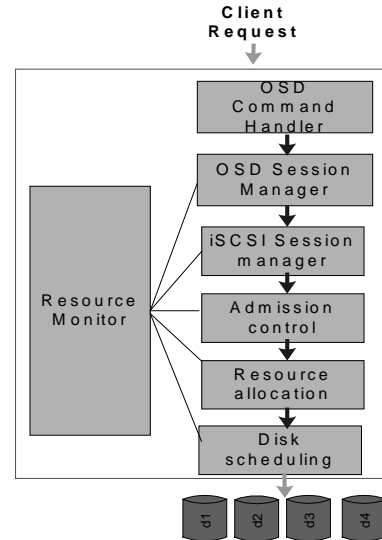 Client
Request
OSD
Command
Handler
OSD Session
Manager
iSCSI Session
manager
Resource
Monitor
Admission
control
Resource
allocation
Disk
scheduling
d1
d2
d3
d4